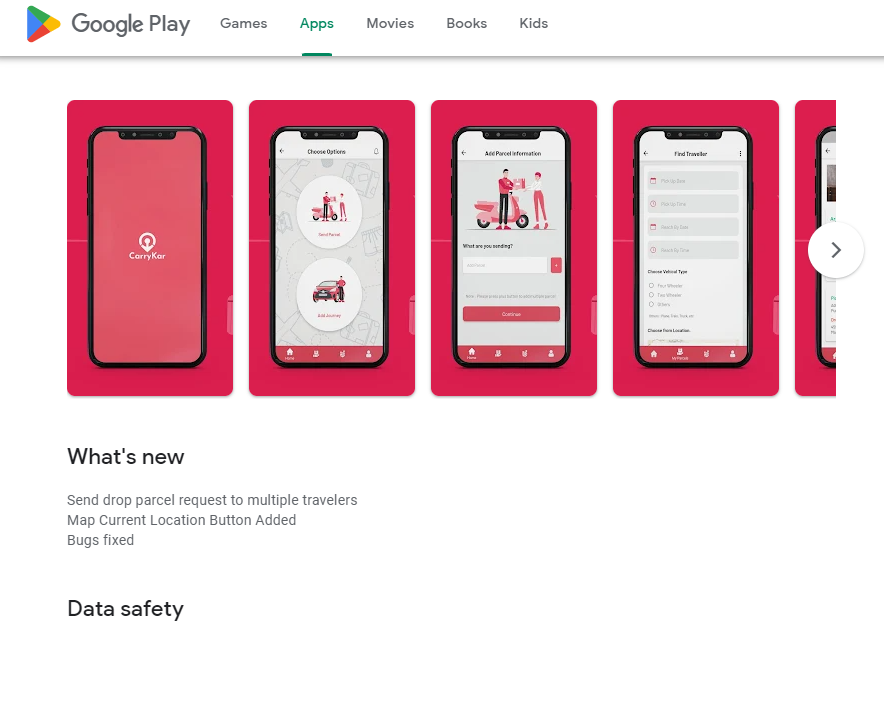 Google Play
Games
Apps
Movies
Books
Kids
CarryKar
Choose Options
Send Parcel
Add Journey
Home
Add Parcel Information
What are you sending?
+
Continue
Home
Find Traveller
Pick Up Date
Pick Up Time
Reach By Date
Reach By Time
Choose Vehical Type
Four Wheeler
Two Wheeler
Others
Choose from Location.
My Parcels
What's new
Send drop parcel request to multiple travelers
Map Current Location Button Added
Bugs fixed
Data safety